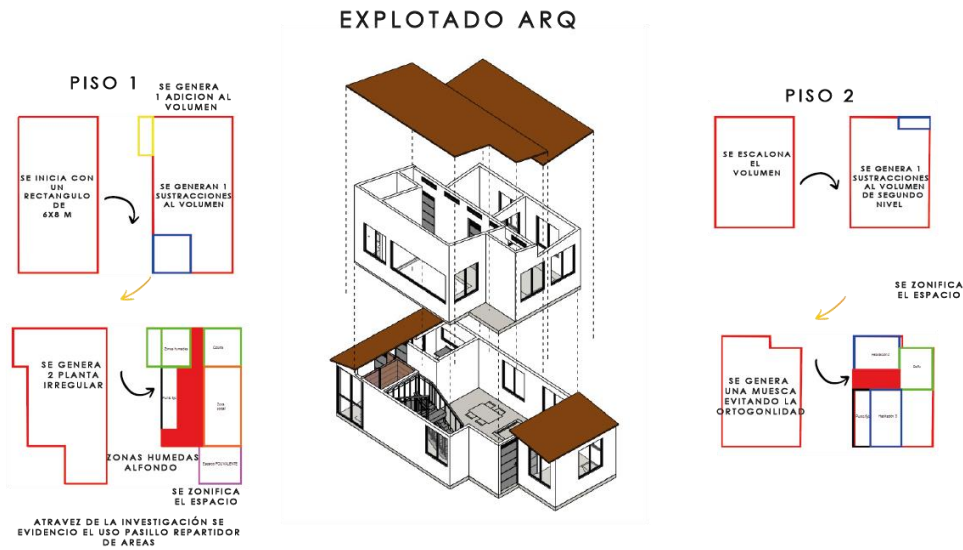 EXPLOTADO ARQ
PISO 1
SE GENERA
1 ADICION AL
VOLUMEN
SE INICIA CON
UN
RECTANGULO
DE
6X8 M
SE GENERAN 1
SUSTRACCIONES
AL VOLUMEN
SE GENERA
2 PLANTA
IRREGULAR
Zona humeda
ZONAS HUMEDAS
ALFONDO
SE ZONIFICA
EL ESPACIO
ATRAVEZ DE LA INVESTIGACIÓN SE
EVIDENCIO EL USO PASILLO REPARTIDOR
DE AREAS
PISO 2
SE ESCALONA
EL
VOLUMEN
SE GENERA 1
SUSTRACCIONES
AL VOLUMEN
DE SEGUNDO
NIVEL
SE ZONIFICA
EL ESPACIO
SE GENERA
UNA MUESCA
EVITANDO LA
ORTOGONLIDAD